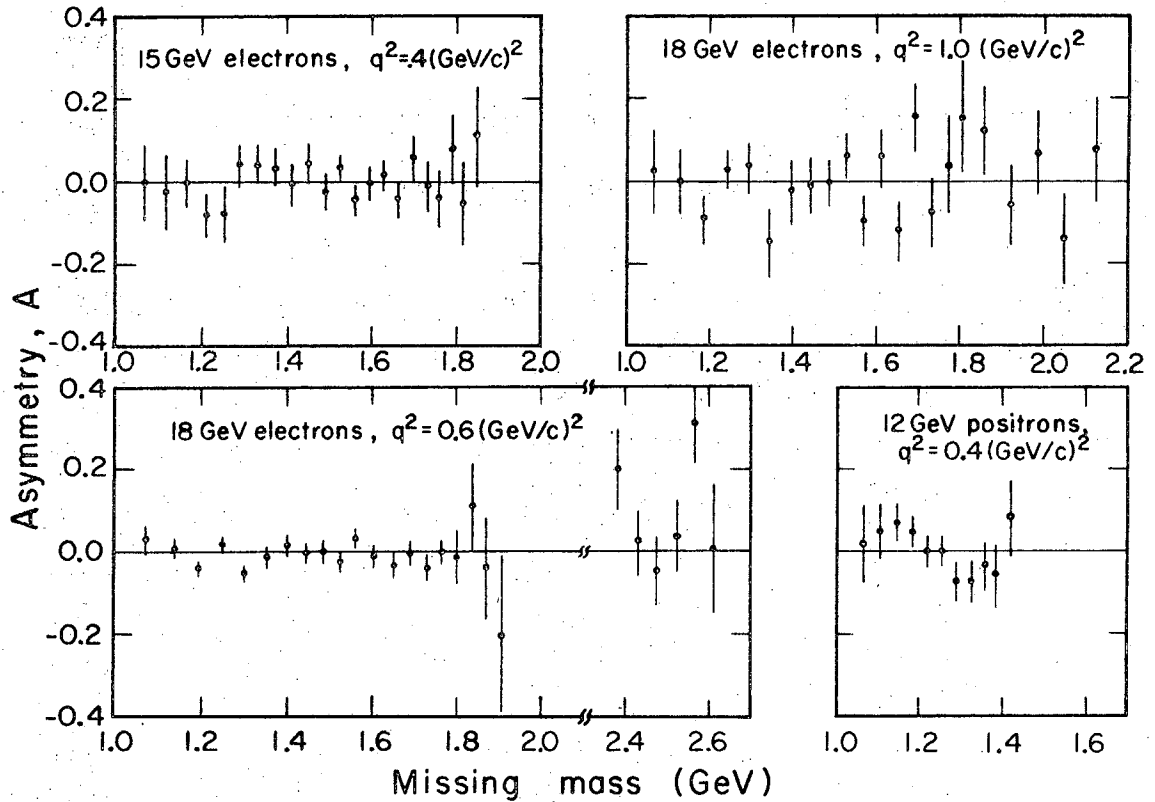 0.4
0.2
0.0
-0.2
-0.4
15 GeV electrons, q²=.4(GeV/c)²
1.0 1.2 1.4 1.6 1.8 2.0
18 GeV electrons, q²=1.0 (GeV/c)²
1.0 1.2 1.4 1.6 1.8 2.0 2.2
Asymmetry, A
0.4
0.2
0.0
-0.2
-0.4
18 GeV electrons, q²=0.6(GeV/c)²
1.0 1.2 1.4 1.6 1.8 2.0 2.4 2.6
12 GeV positrons,
q²=0.4(GeV/c)²
1.0 1.2 1.4 1.6
Missing mass (GeV)